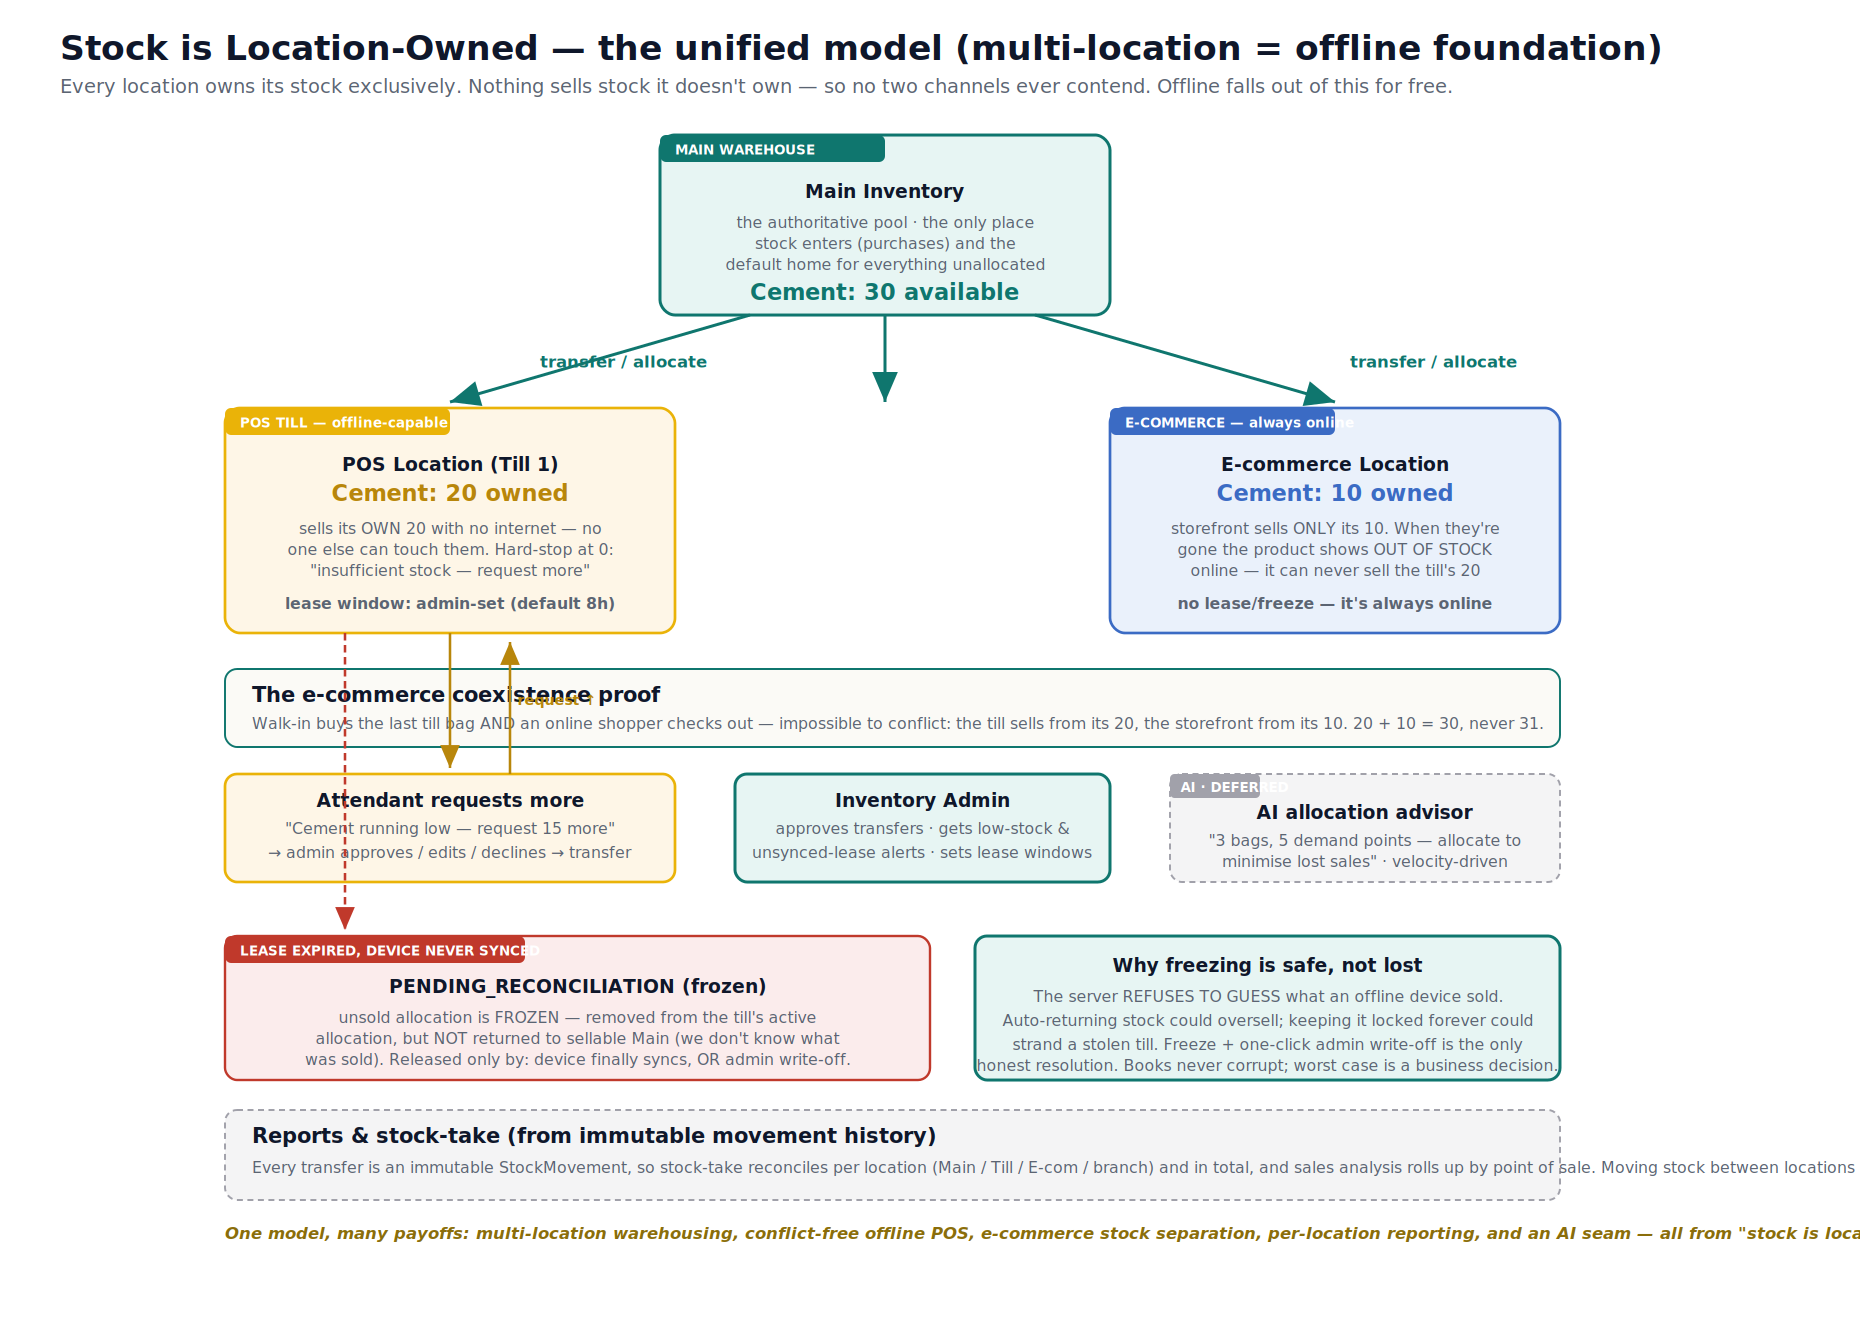 Stock is Location-Owned — the unified model (multi-location = offline foundation)
Every location owns its stock exclusively. Nothing sells stock it doesn't own — so no two channels ever contend. Offline falls out of this for free.
MAIN WAREHOUSE
Main Inventory
the authoritative pool · the only place
stock enters (purchases) and the
default home for everything unallocated
Cement: 30 available
transfer / allocate
transfer / allocate
POS TILL — offline-capable
POS Location (Till 1)
Cement: 20 owned
sells its OWN 20 with no internet — no
one else can touch them. Hard-stop at 0:
"insufficient stock — request more"
lease window: admin-set (default 8h)
E-COMMERCE — always online
E-commerce Location
Cement: 10 owned
storefront sells ONLY its 10. When they're
gone the product shows OUT OF STOCK
online — it can never sell the till's 20
no lease/freeze — it's always online
The e-commerce coexistence proof
request ↑
Walk-in buys the last till bag AND an online shopper checks out — impossible to conflict: the till sells from its 20, the storefront from its 10. 20 + 10 = 30, never 31.
Attendant requests more
"Cement running low — request 15 more"
→ admin approves / edits / declines → transfer
Inventory Admin
approves transfers · gets low-stock &
unsynced-lease alerts · sets lease windows
AI · DEFERRED
AI allocation advisor
"3 bags, 5 demand points — allocate to
minimise lost sales" · velocity-driven
LEASE EXPIRED, DEVICE NEVER SYNCED
PENDING_RECONCILIATION (frozen)
unsold allocation is FROZEN — removed from the till's active
allocation, but NOT returned to sellable Main (we don't know what
was sold). Released only by: device finally syncs, OR admin write-off.
Why freezing is safe, not lost
The server REFUSES TO GUESS what an offline device sold.
Auto-returning stock could oversell; keeping it locked forever could
strand a stolen till. Freeze + one-click admin write-off is the only
honest resolution. Books never corrupt; worst case is a business decision.
Reports & stock-take (from immutable movement history)
Every transfer is an immutable StockMovement, so stock-take reconciles per location (Main / Till / E-com / branch) and in total, and sales analysis rolls up by point of sale. Moving stock between locations
One model, many payoffs: multi-location warehousing, conflict-free offline POS, e-commerce stock separation, per-location reporting, and an AI seam — all from "stock is loca